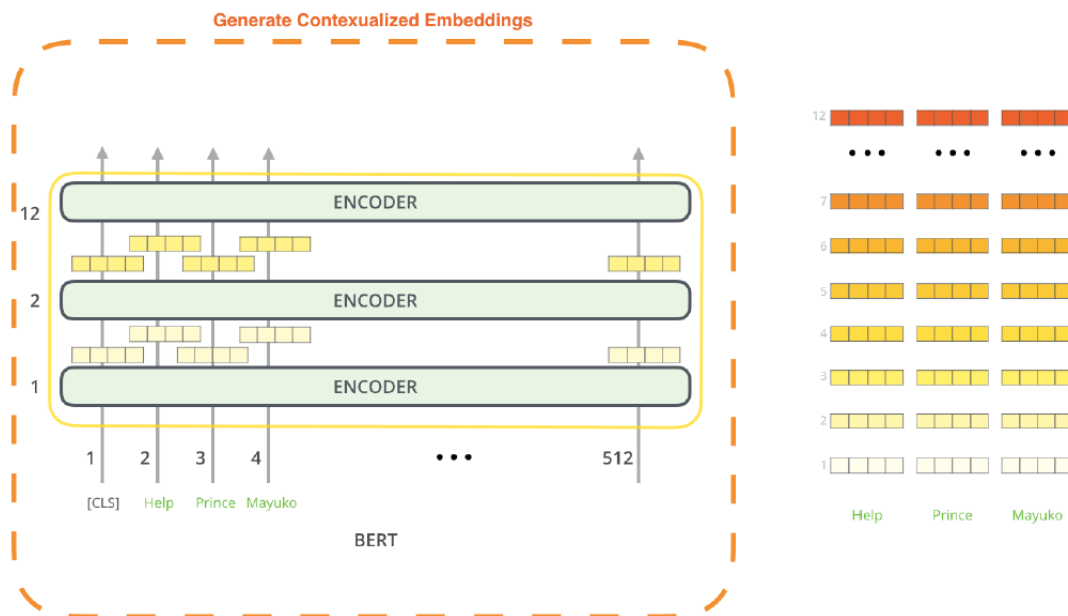 Generate Contexualized Embeddings
12
ENCODER
2
ENCODER
1
ENCODER
1 2 3 4 ... 512
[CLS] Help Prince Mayuko
BERT
12
...  ...  ...
7
6
5
4
3
2
1
Help Prince Mayuko